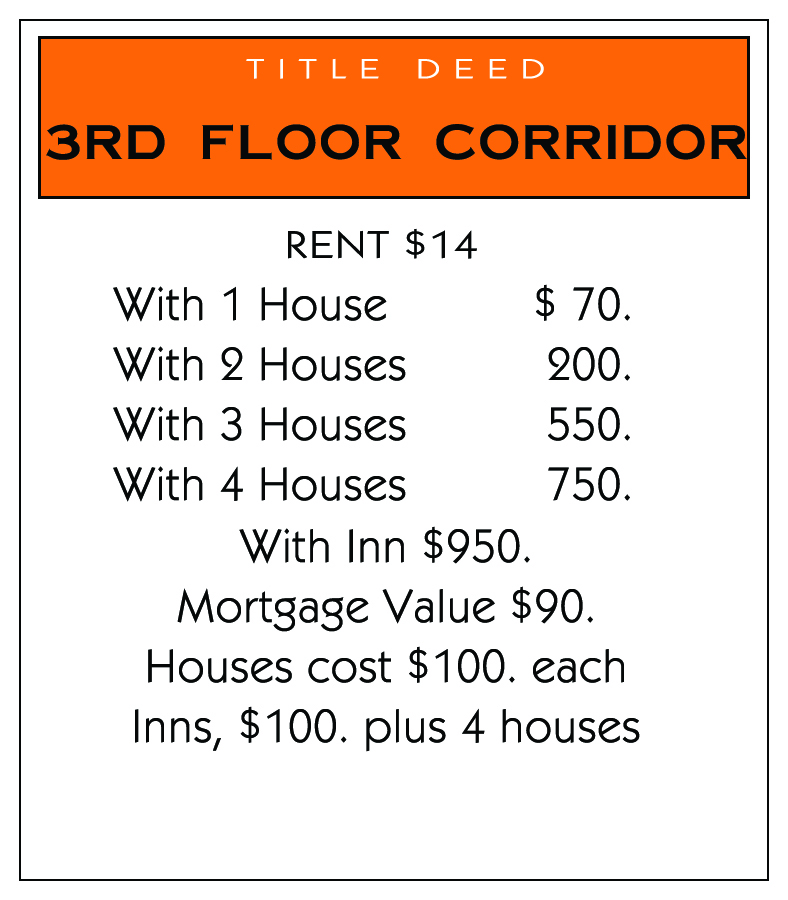 TITLE DEED
3RD FLOOR CORRIDOR
RENT $14
With 1 House $ 70.
With 2 Houses 200.
With 3 Houses 550.
With 4 Houses 750.
With Inn $950.
Mortgage Value $90.
Houses cost $100. each
Inns, $100. plus 4 houses